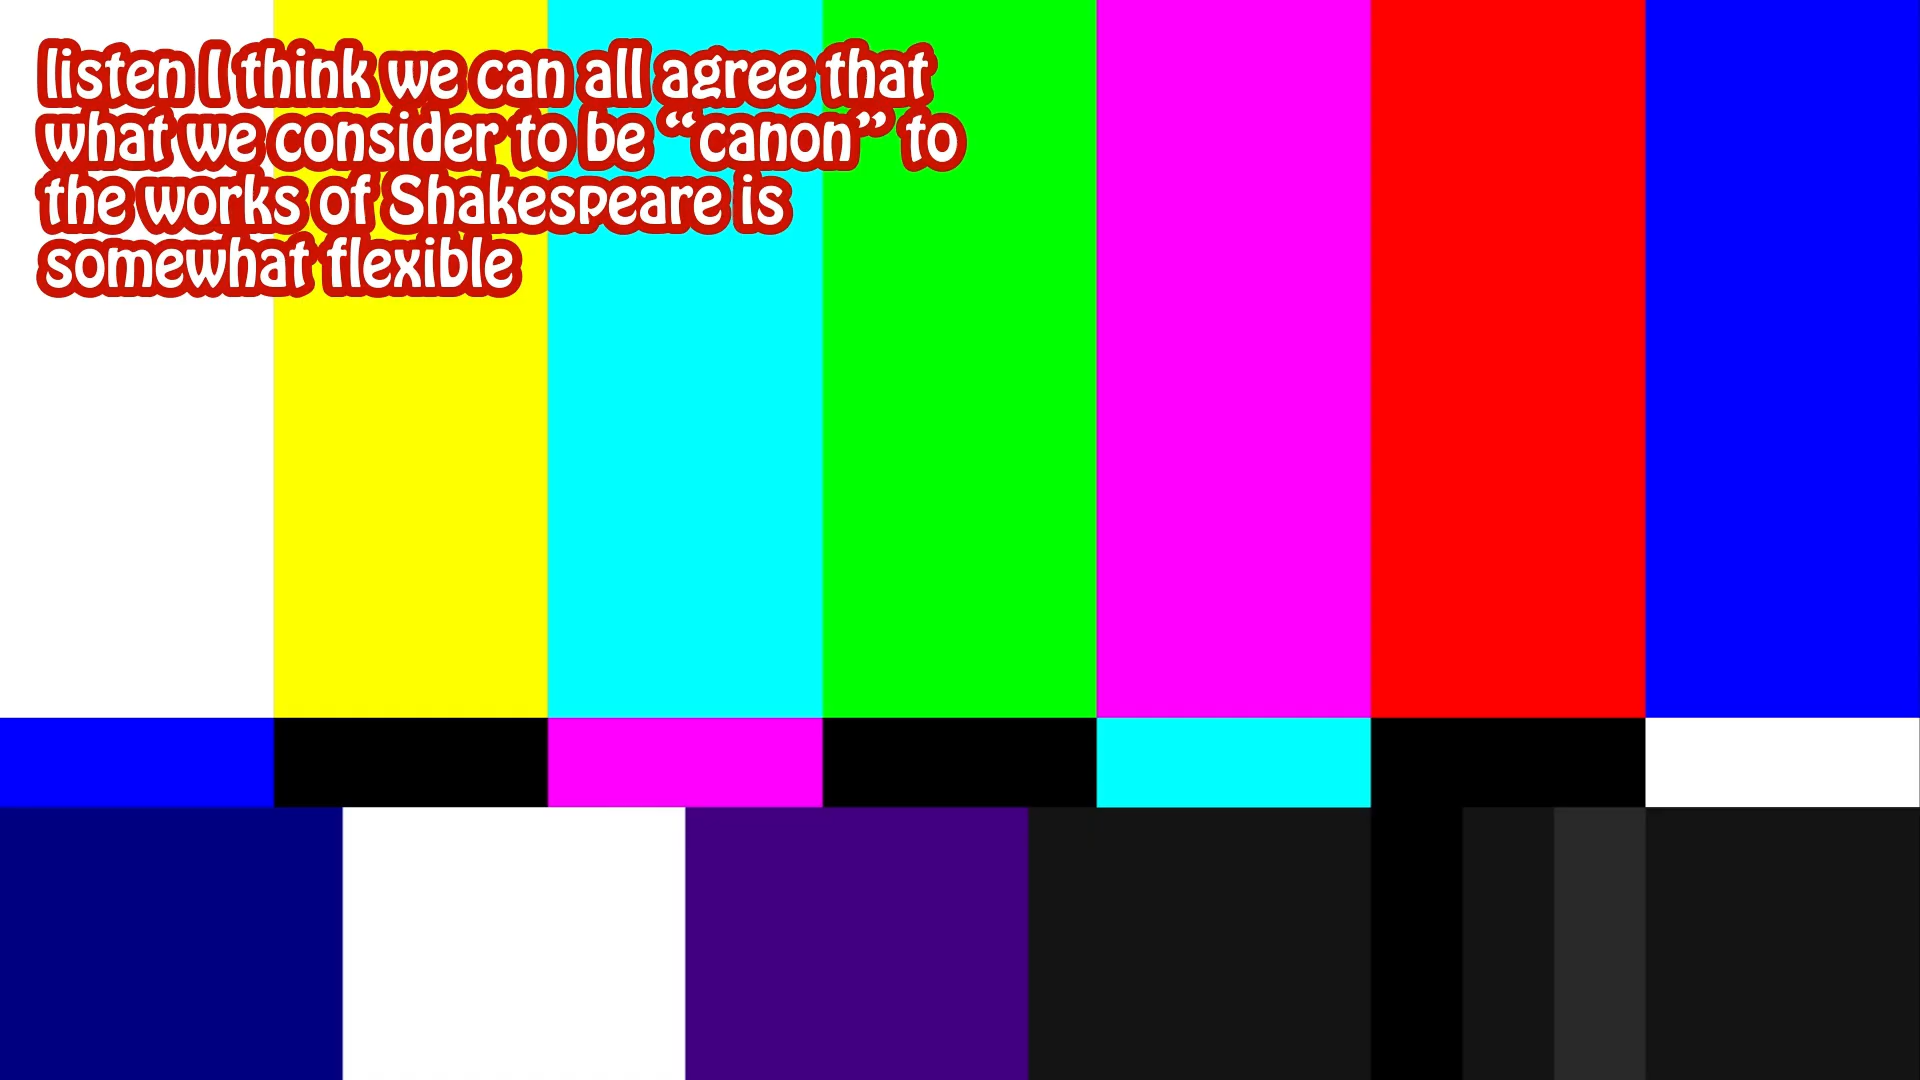 listen I think we can all agree that
what we consider to be “canon” to
the works of Shakespeare is
somewhat flexible